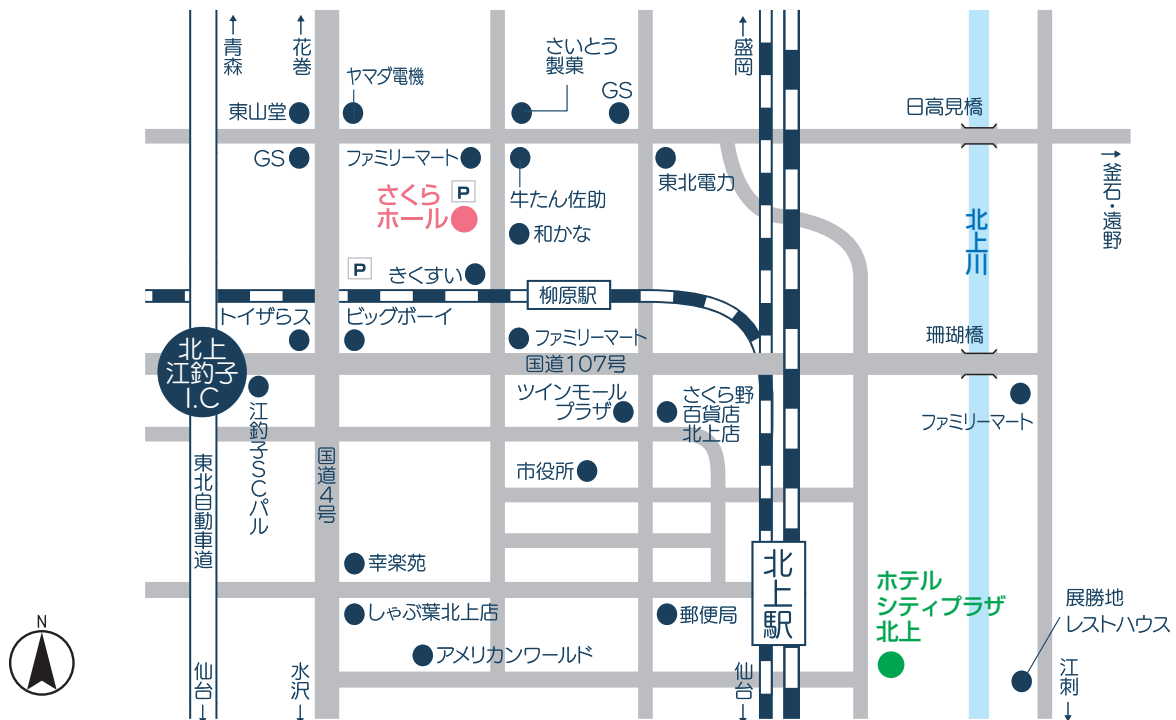 ↑青森
↑花巻
ヤマダ電機
さいとう
製菓
GS
↑盛岡
日高見橋
東山堂
GS
ファミリーマート
牛たん佐助
東北電力
→釜石・遠野
さくら
ホール
P
和かな
北上川
P
きくすい
柳原駅
トイザらス
ビッグボーイ
ファミリーマート
珊瑚橋
北上
江釣子
I.C
国道107号
江釣子SCパル
ツインモール
プラザ
さくら野
百貨店
北上店
ファミリーマート
東北自動車道
国道4号
市役所
幸楽苑
北上駅
ホテル
シティプラザ
北上
しゃぶ葉北上店
郵便局
展勝地
レストハウス
アメリカンワールド
N
仙台↓
水沢↓
仙台↓
江刺↓